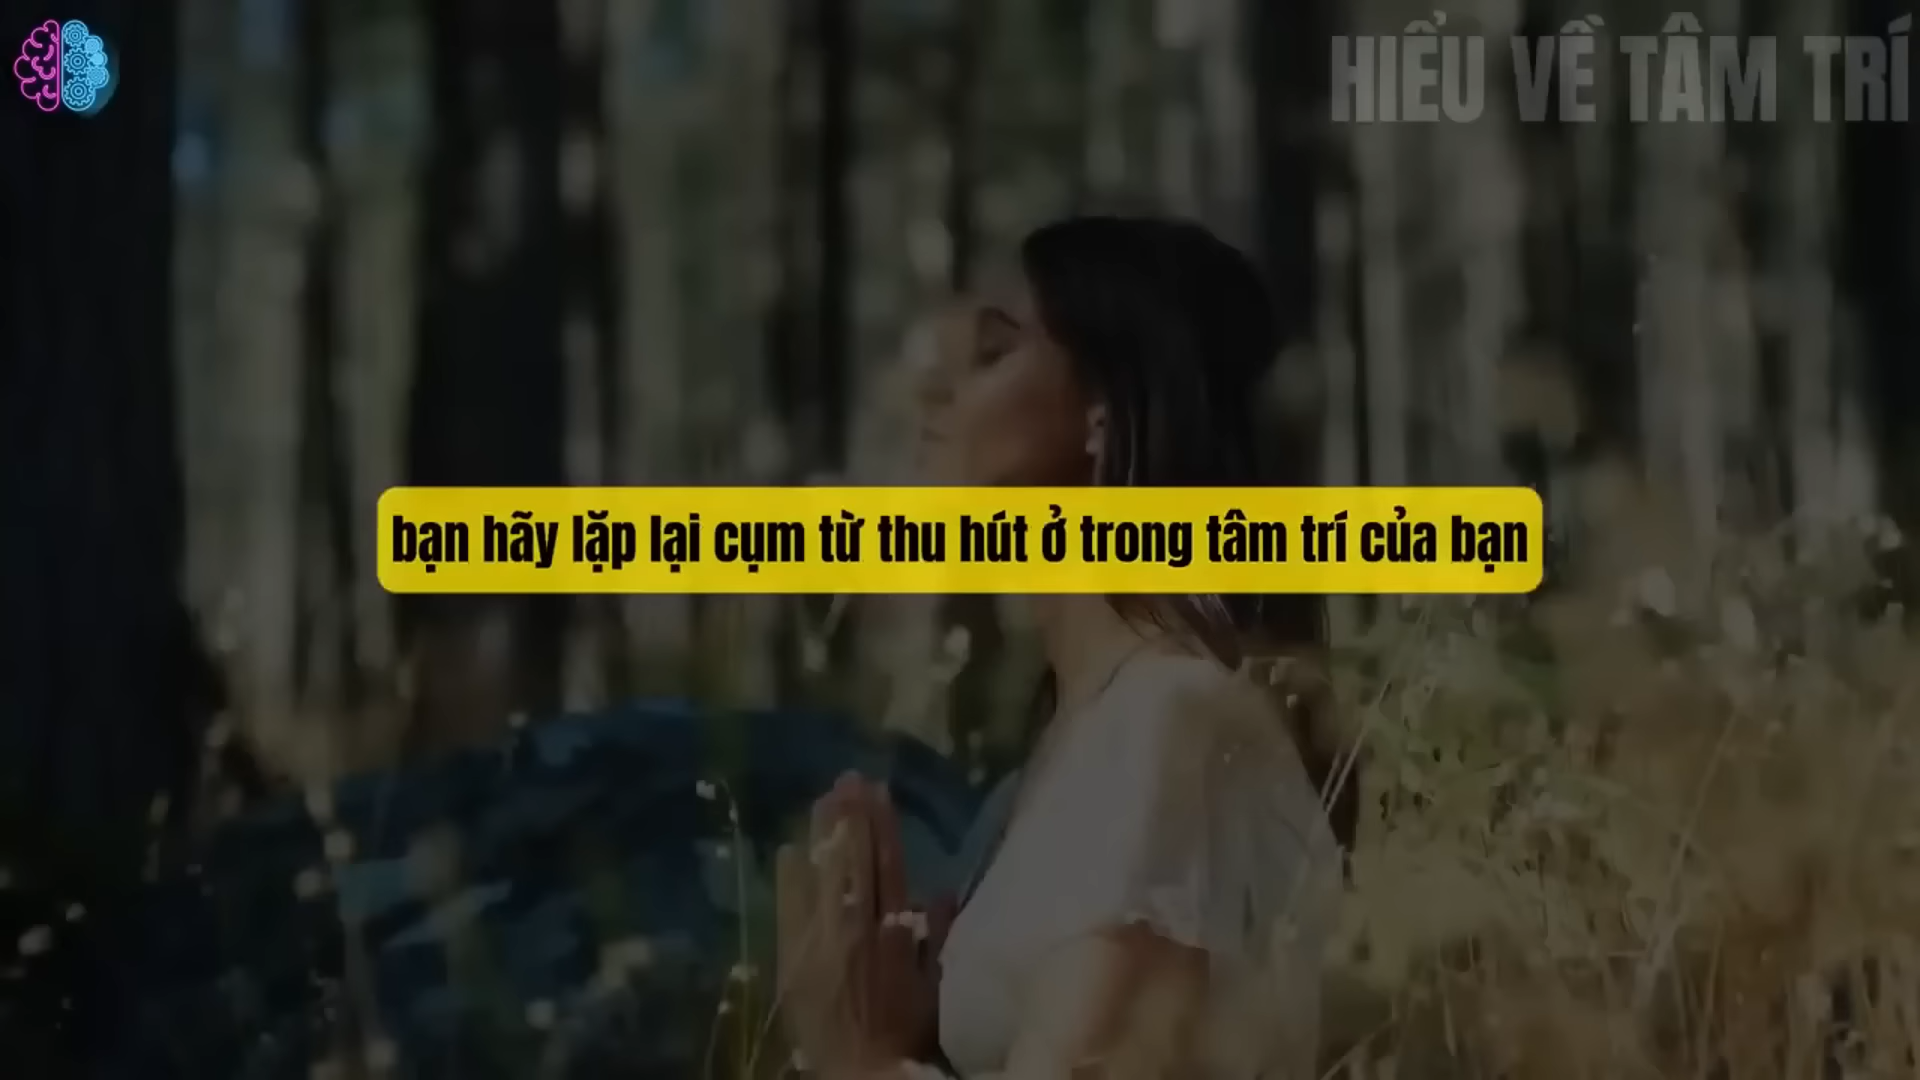 HIỂU VỀ TÂM TRÍ
bạn hãy lặp lại cụm từ thu hút ở trong tâm trí của bạn